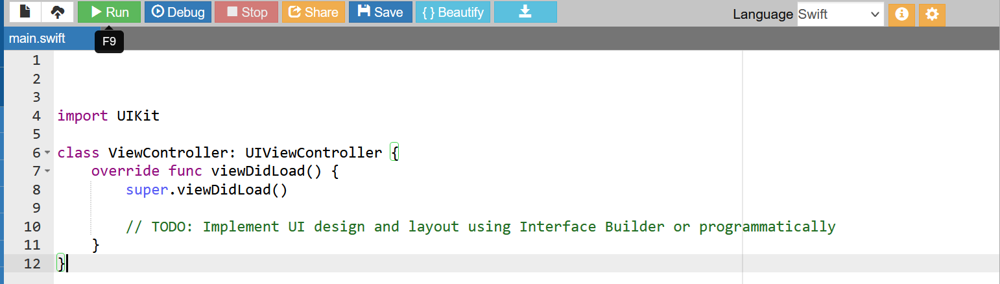 Run Debug Stop Share Save { } Beautify Language Swift
main.swift F9
1
2
3
4 import UIKit
5
6 class ViewController: UIViewController {
7     override func viewDidLoad() {
8         super.viewDidLoad()
9
10         // TODO: Implement UI design and layout using Interface Builder or programmatically
11     }
12 }